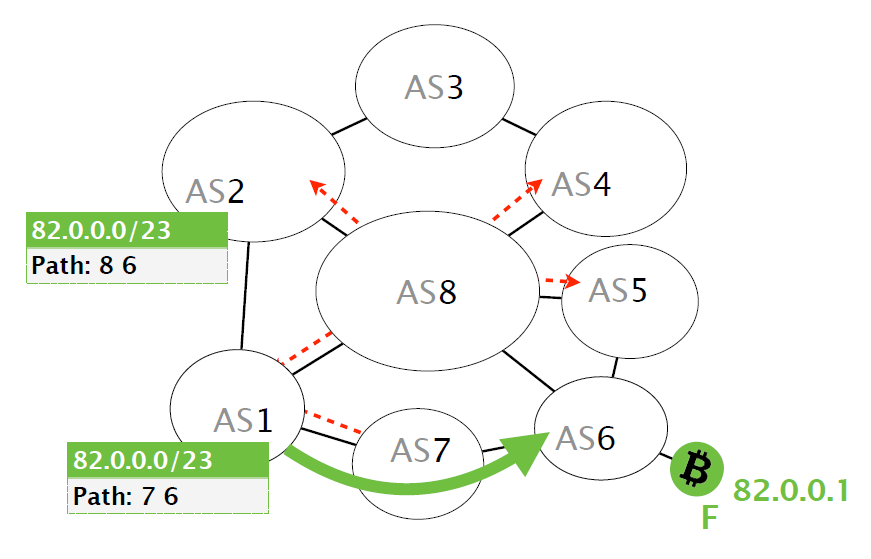 AS3
AS2
AS4
82.0.0.0/23
Path: 8 6
AS8
AS5
AS1
AS7
AS6
82.0.0.0/23
Path: 7 6
82.0.0.1
F